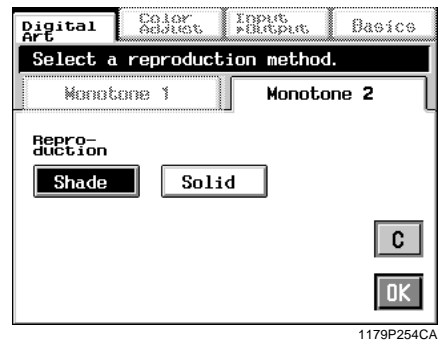 Digital Art
Color Adjust
Input ▸Output
Basics
Select a reproduction method.
Monotone 1
Monotone 2
Repro-
duction
Shade
Solid
C
OK
1179P254CA